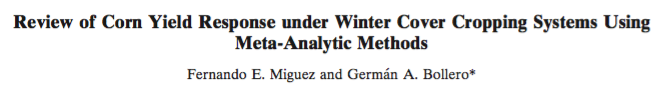 Review of Corn Yield Response under Winter Cover Cropping Systems Using
Meta-Analytic Methods
Fernando E. Miguez and Germán A. Bollero*